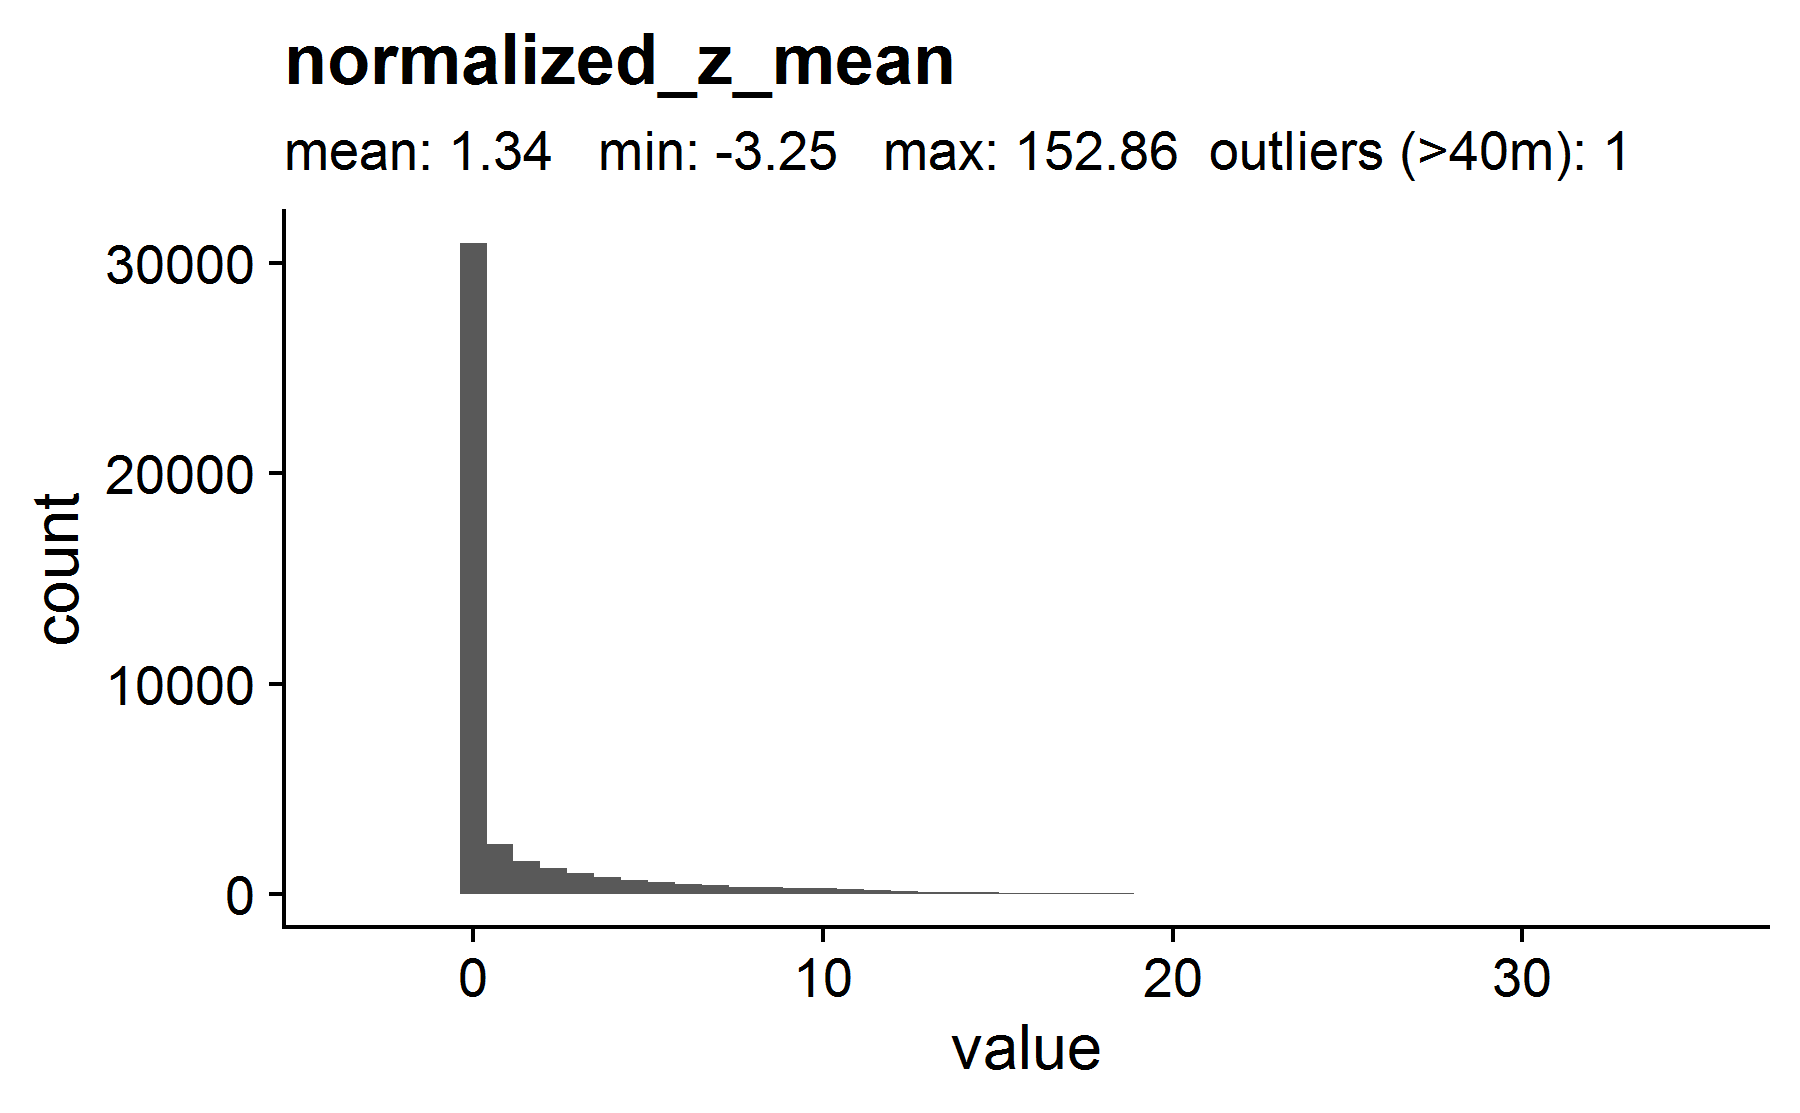 normalized_z_mean
mean: 1.34   min: -3.25   max: 152.86  outliers (>40m): 1
30000
20000
10000
0
count
0 10 20 30
value